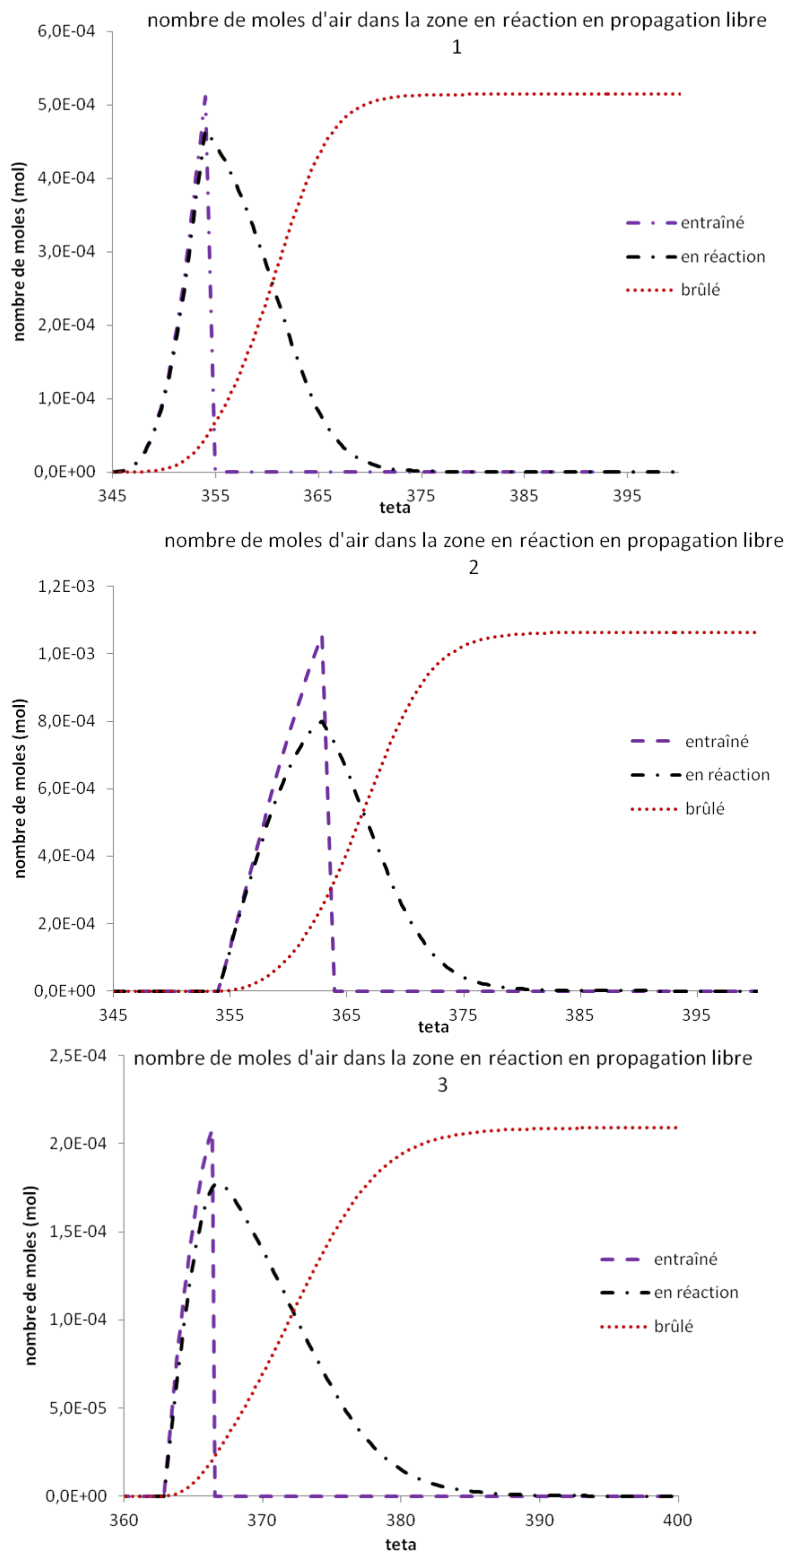 nombre de moles d'air dans la zone en réaction en propagation libre
1
6,0E-04
5,0E-04
4,0E-04
3,0E-04
2,0E-04
1,0E-04
0,0E+00
nombre de moles (mol)
345
355
365
375
385
395
teta
entraîné
en réaction
brûlé
nombre de moles d'air dans la zone en réaction en propagation libre
2
1,2E-03
1,0E-03
8,0E-04
6,0E-04
4,0E-04
2,0E-04
0,0E+00
nombre de moles (mol)
345
355
365
375
385
395
teta
entraîné
en réaction
brûlé
nombre de moles d'air dans la zone en réaction en propagation libre
3
2,5E-04
2,0E-04
1,5E-04
1,0E-04
5,0E-05
0,0E+00
nombre de moles (mol)
360
370
380
390
400
teta
entraîné
en réaction
brûlé